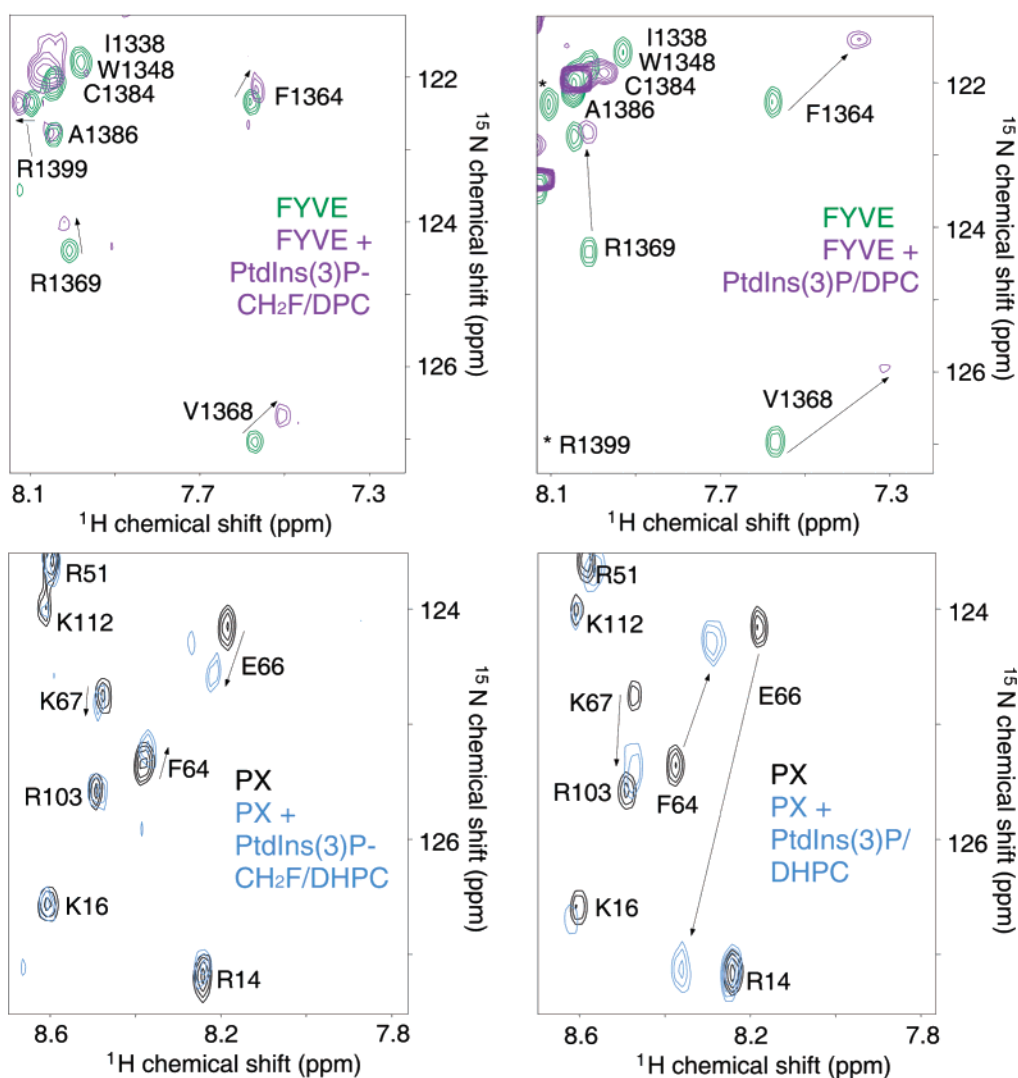 I1338
W1348
C1384
A1386
R1399
R1369
F1364
V1368
FYVE
FYVE +
PtdIns(3)P-
CH₂F/DPC
122
124
126
¹⁵N chemical shift (ppm)
8.1 7.7 7.3
¹H chemical shift (ppm)
I1338
W1348
C1384
A1386
*
F1364
R1369
V1368
* R1399
FYVE
FYVE +
PtdIns(3)P/DPC
122
124
126
¹⁵N chemical shift (ppm)
8.1 7.7 7.3
¹H chemical shift (ppm)
R51
K112
E66
K67
F64
R103
K16
R14
PX
PX +
PtdIns(3)P-
CH₂F/DHPC
124
126
¹⁵N chemical shift (ppm)
8.6 8.2 7.8
¹H chemical shift (ppm)
R51
K112
E66
K67
R103
F64
K16
R14
PX
PX +
PtdIns(3)P/
DHPC
124
126
¹⁵N chemical shift (ppm)
8.6 8.2 7.8
¹H chemical shift (ppm)